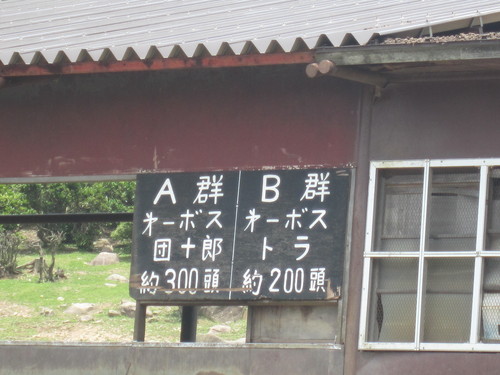 A 群
オーボス
団十郎
約300頭
B 群
オーボス
トラ
約200頭